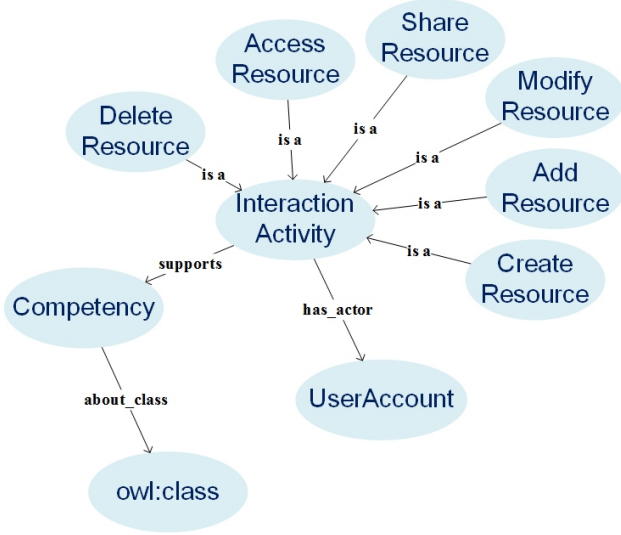 Share
Resource
Access
Resource
Modify
Resource
Delete
Resource
is a
is a
is a
is a
Add
Resource
is a
Interaction
Activity
is a
Create
Resource
supports
Competency
has_actor
about_class
UserAccount
owl:class
is a